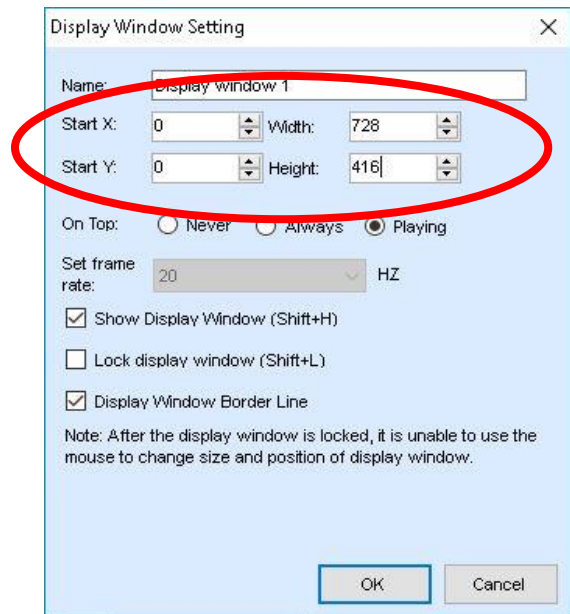 Display Window Setting
Name: Display window 1
Start X: 0 Width: 728
Start Y: 0 Height: 416
On Top: Never Always Playing
Set frame
rate: 20 HZ
Show Display Window (Shift+H)
Lock display window (Shift+L)
Display Window Border Line
Note: After the display window is locked, it is unable to use the
mouse to change size and position of display window.
OK Cancel